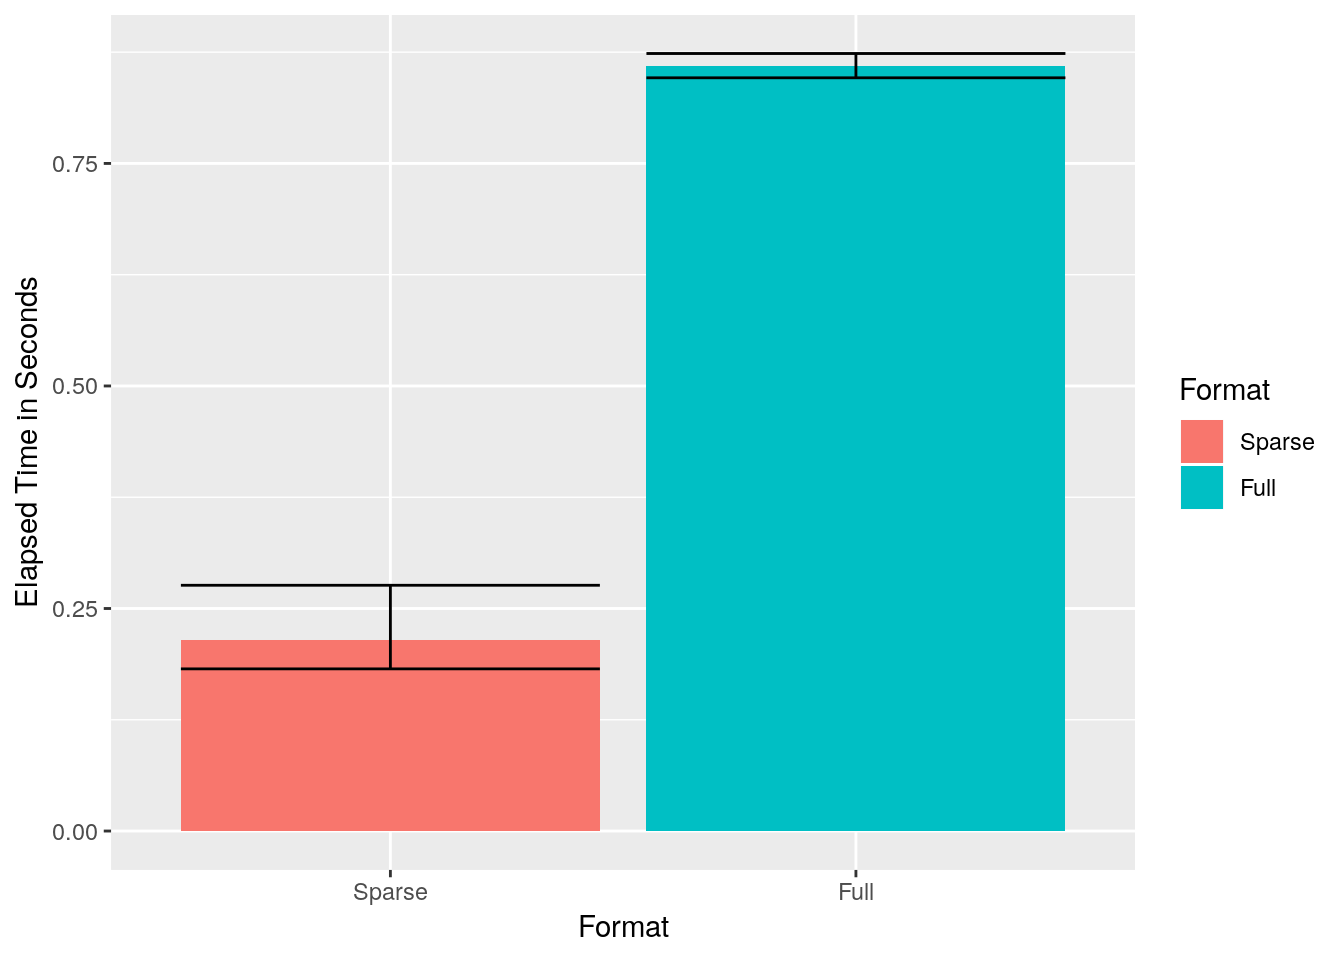 Elapsed Time in Seconds
0.75
0.50
0.25
0.00
Sparse
Full
Format
Format
Sparse
Full